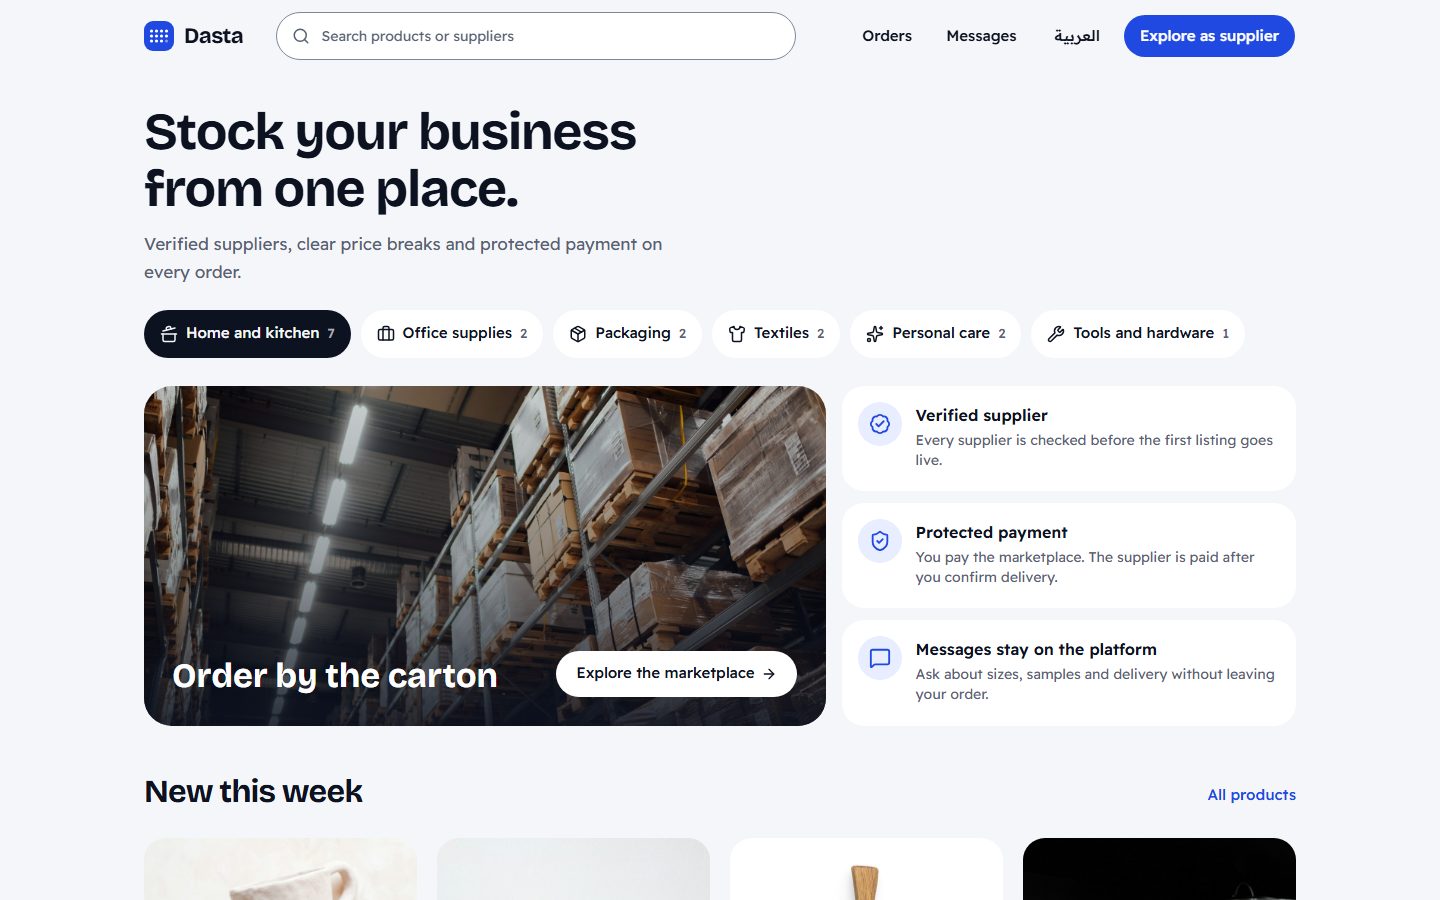 Dasta
Search products or suppliers
Orders
Messages
العربية
Explore as supplier
Stock your business
from one place.
Verified suppliers, clear price breaks and protected payment on
every order.
Home and kitchen 7
Office supplies 2
Packaging 2
Textiles 2
Personal care 2
Tools and hardware 1
Order by the carton
Explore the marketplace
Verified supplier
Every supplier is checked before the first listing goes
live.
Protected payment
You pay the marketplace. The supplier is paid after
you confirm delivery.
Messages stay on the platform
Ask about sizes, samples and delivery without leaving
your order.
New this week
All products